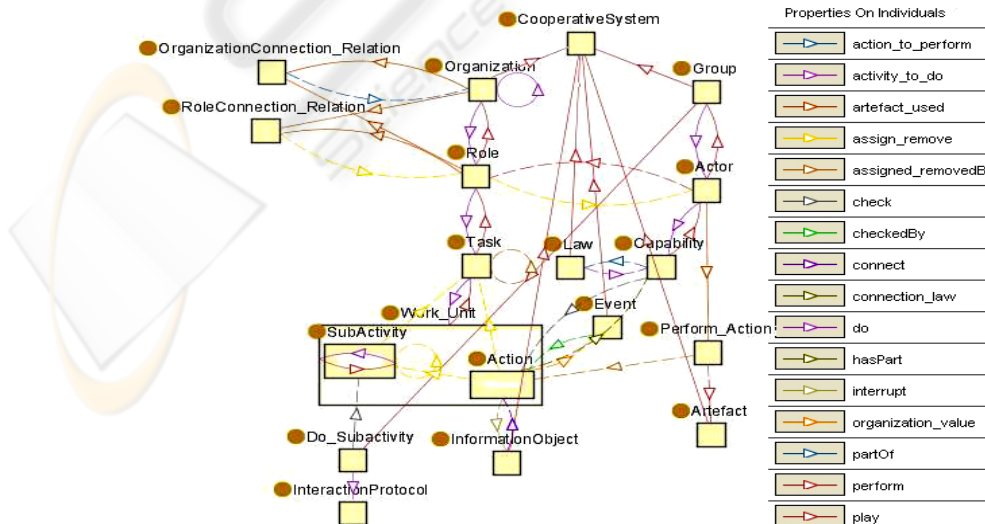 CooperativeSystem
OrganizationConnection_Relation
Organization
Group
RoleConnection_Relation
Role
Actor
Task
Law
Capability
Work_Unit
Event
SubActivity
Action
Perform_Action
Artefact
Do_Subactivity
InformationObject
InteractionProtocol
Properties On Individuals
action_to_perform
activity_to_do
artefact_used
assign_remove
assigned_removedB
check
checkedBy
connect
connection_law
do
hasPart
interrupt
organization_value
partOf
perform
play